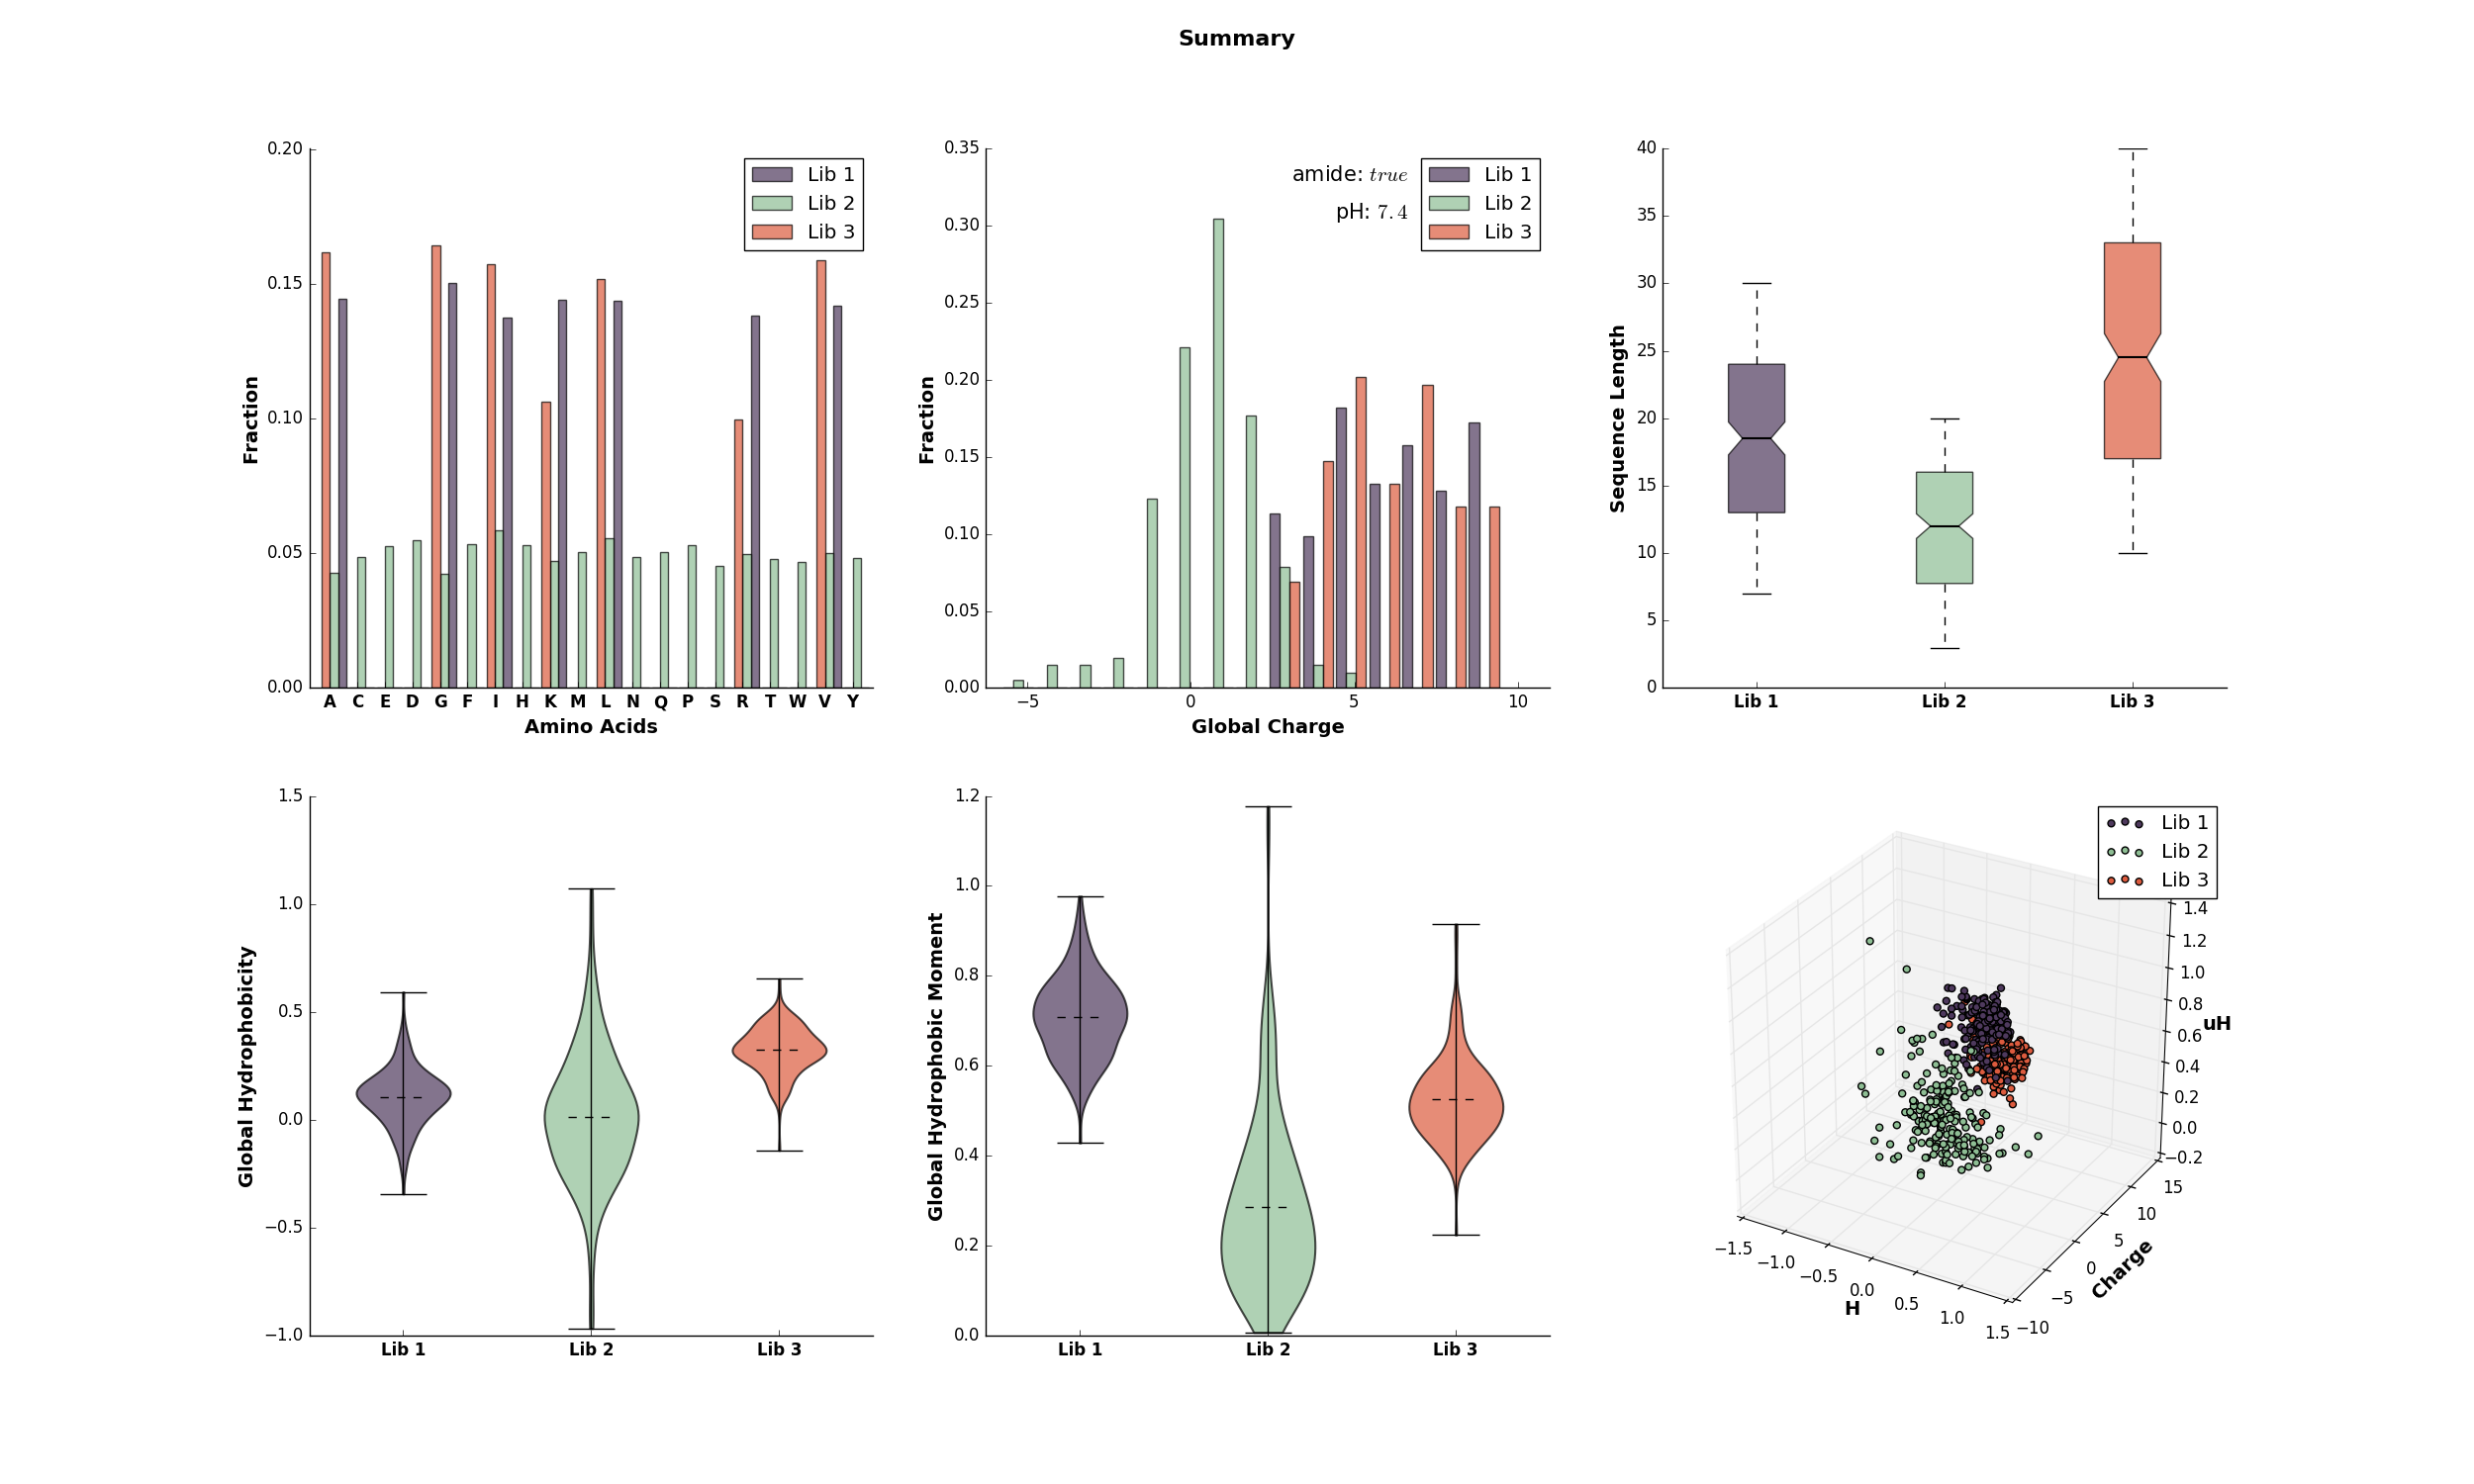 Summary
0.20
0.15
0.10
0.05
0.00
Fraction
A C E D G F I H K M L N Q P S R T W V Y
Amino Acids
Lib 1
Lib 2
Lib 3
0.35
0.30
0.25
0.20
0.15
0.10
0.05
0.00
Fraction
−5 0 5 10
Global Charge
amide: true
pH: 7.4
Lib 1
Lib 2
Lib 3
40
35
30
25
20
15
10
5
0
Sequence Length
Lib 1 Lib 2 Lib 3
1.5
1.0
0.5
0.0
−0.5
−1.0
Global Hydrophobicity
Lib 1 Lib 2 Lib 3
1.2
1.0
0.8
0.6
0.4
0.2
0.0
Global Hydrophobic Moment
Lib 1 Lib 2 Lib 3
Lib 1
Lib 2
Lib 3
1.4
1.2
1.0
0.8
0.6
0.4
0.2
0.0
−0.2
uH
15
10
5
0
−5
−10
Charge
−1.5 −1.0 −0.5 0.0 0.5 1.0 1.5
H